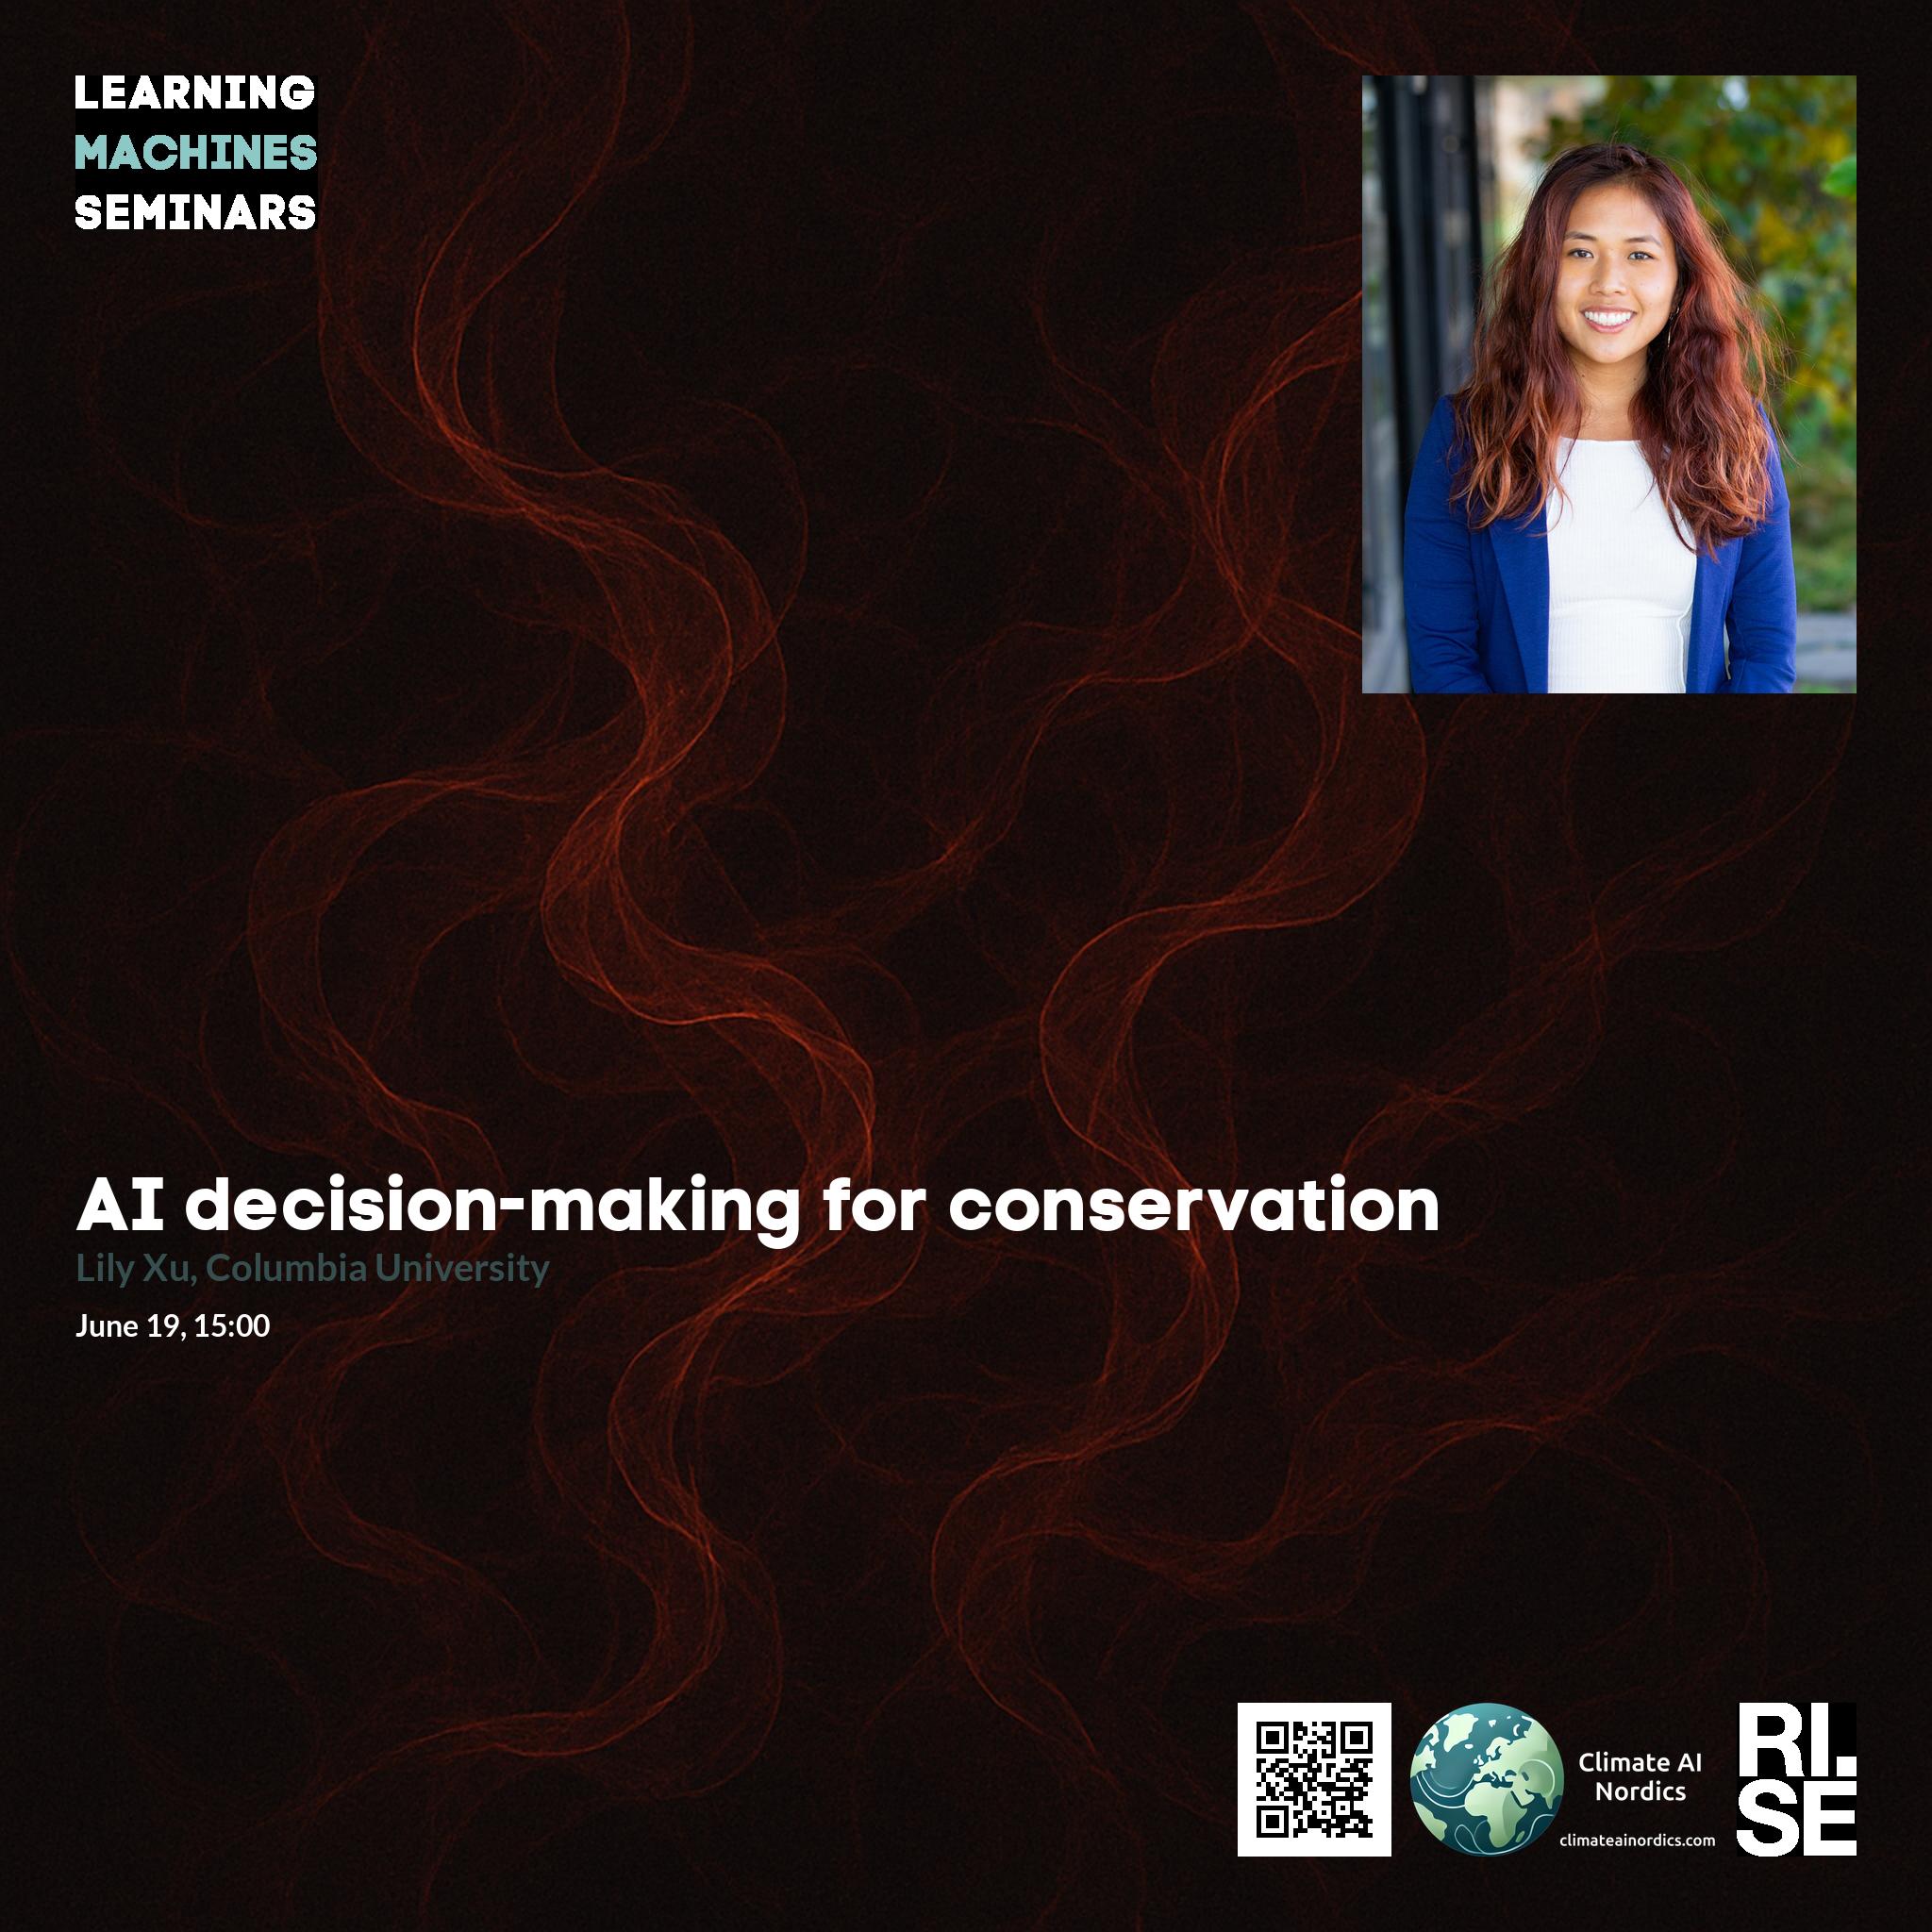 LEARNING
MACHINES
SEMINARS
AI decision-making for conservation
Lily Xu, Columbia University
June 19, 15:00
Climate AI
Nordics
climateainordics.com
RI.
SE